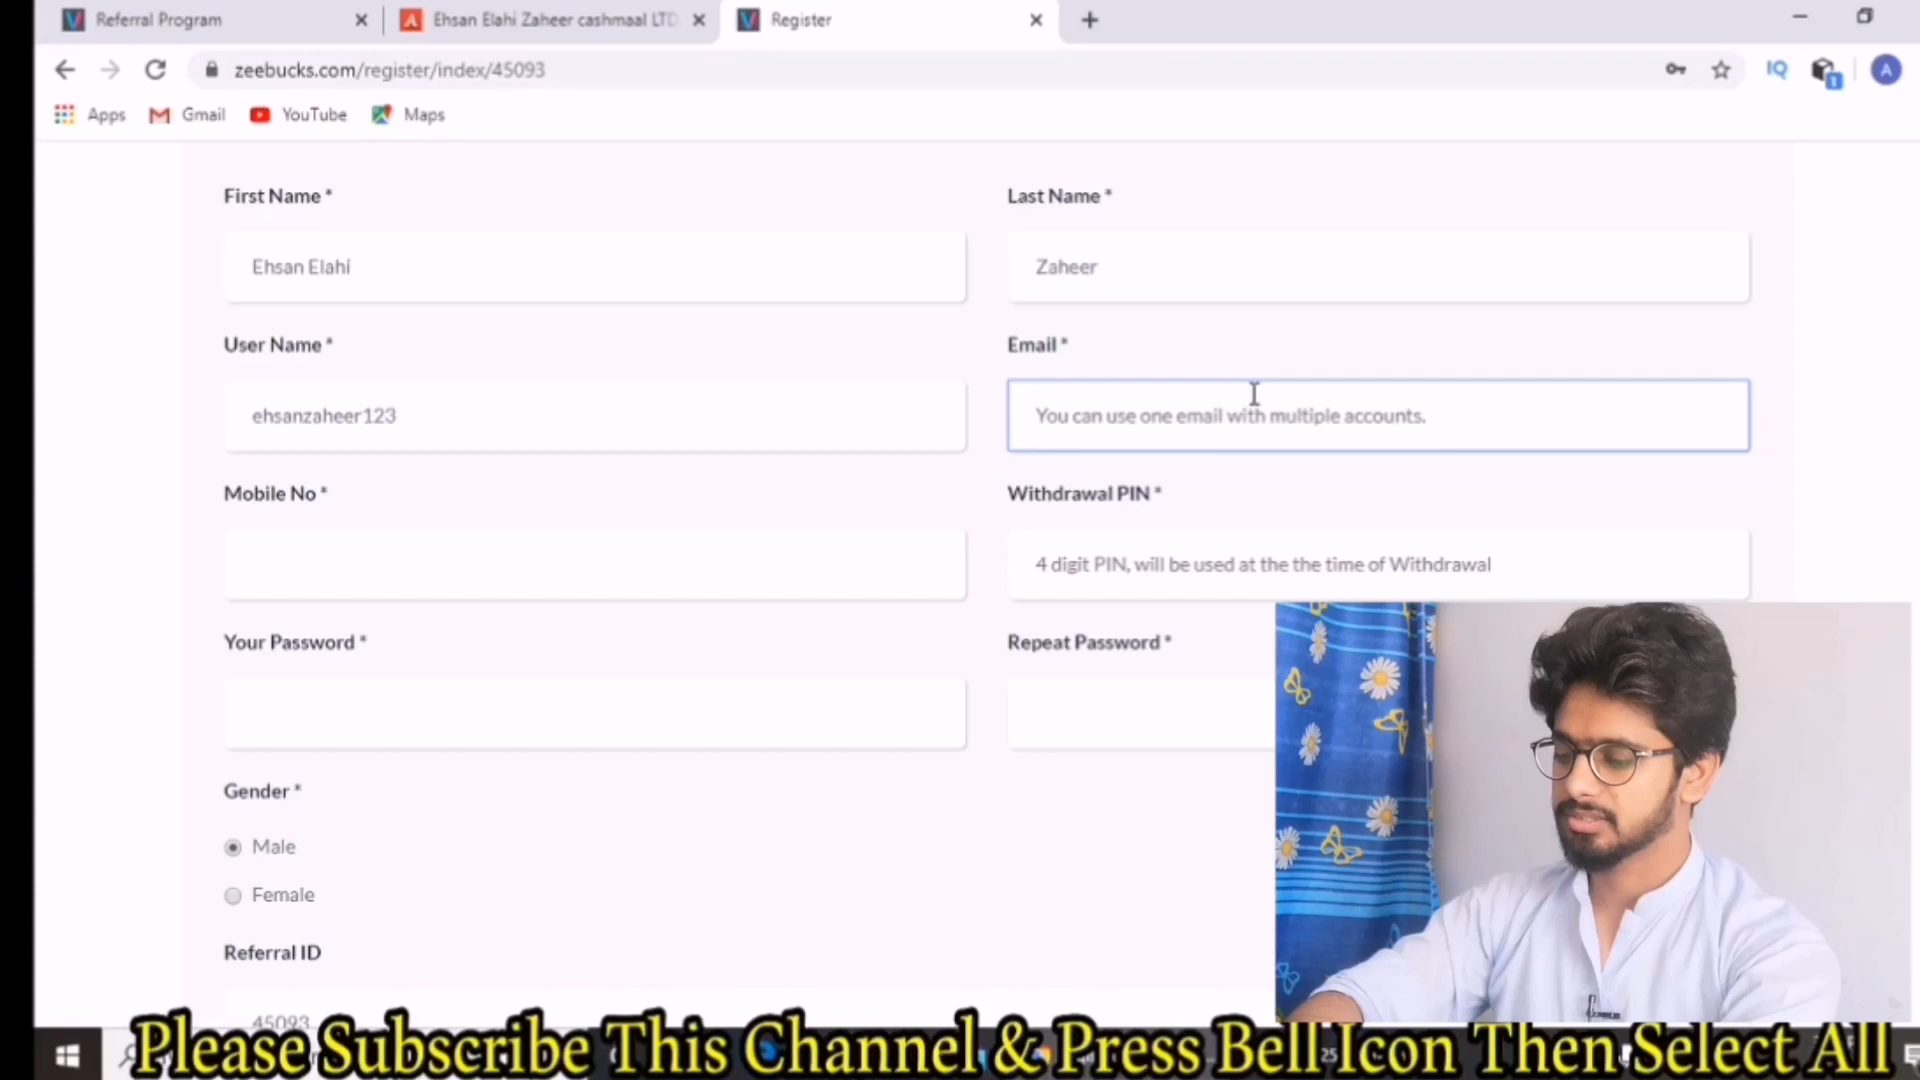 Referral Program
Ehsan Elahi Zaheer cashmaal LTD
Register
zeebucks.com/register/index/45093
IQ
A
Apps
Gmail
YouTube
Maps
First Name *
Last Name *
Ehsan Elahi
Zaheer
User Name *
Email *
ehsanzaheer123
You can use one email with multiple accounts.
Mobile No *
Withdrawal PIN *
4 digit PIN, will be used at the the time of Withdrawal
Your Password *
Repeat Password *
Gender *
Male
Female
Referral ID
45093
Please Subscribe This Channel & Press Bell Icon Then Select All